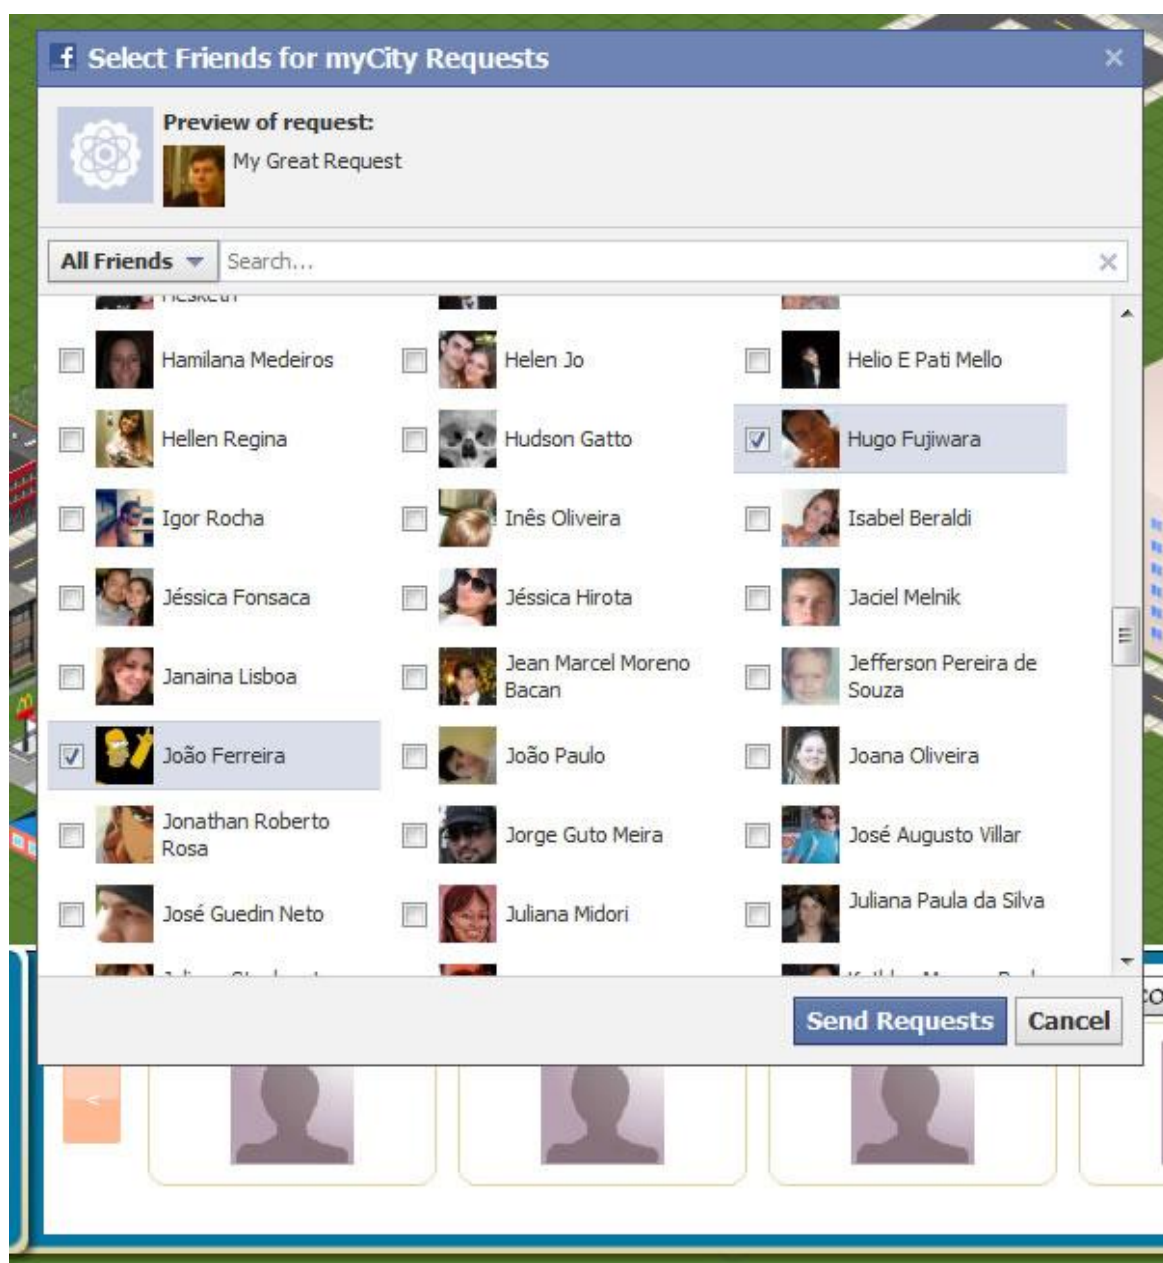 f Select Friends for myCity Requests
Preview of request:
My Great Request
All Friends Search...
Hesketh
Hamilana Medeiros Helen Jo Helio E Pati Mello
Hellen Regina Hudson Gatto Hugo Fujiwara
Igor Rocha Inês Oliveira Isabel Beraldi
Jéssica Fonsaca Jéssica Hirota Jaciel Melnik
Janaina Lisboa
Jean Marcel Moreno
Bacan
Jefferson Pereira de
Souza
João Ferreira João Paulo Joana Oliveira
Jonathan Roberto
Rosa
Jorge Guto Meira José Augusto Villar
José Guedin Neto Juliana Midori Juliana Paula da Silva
Send Requests Cancel
<